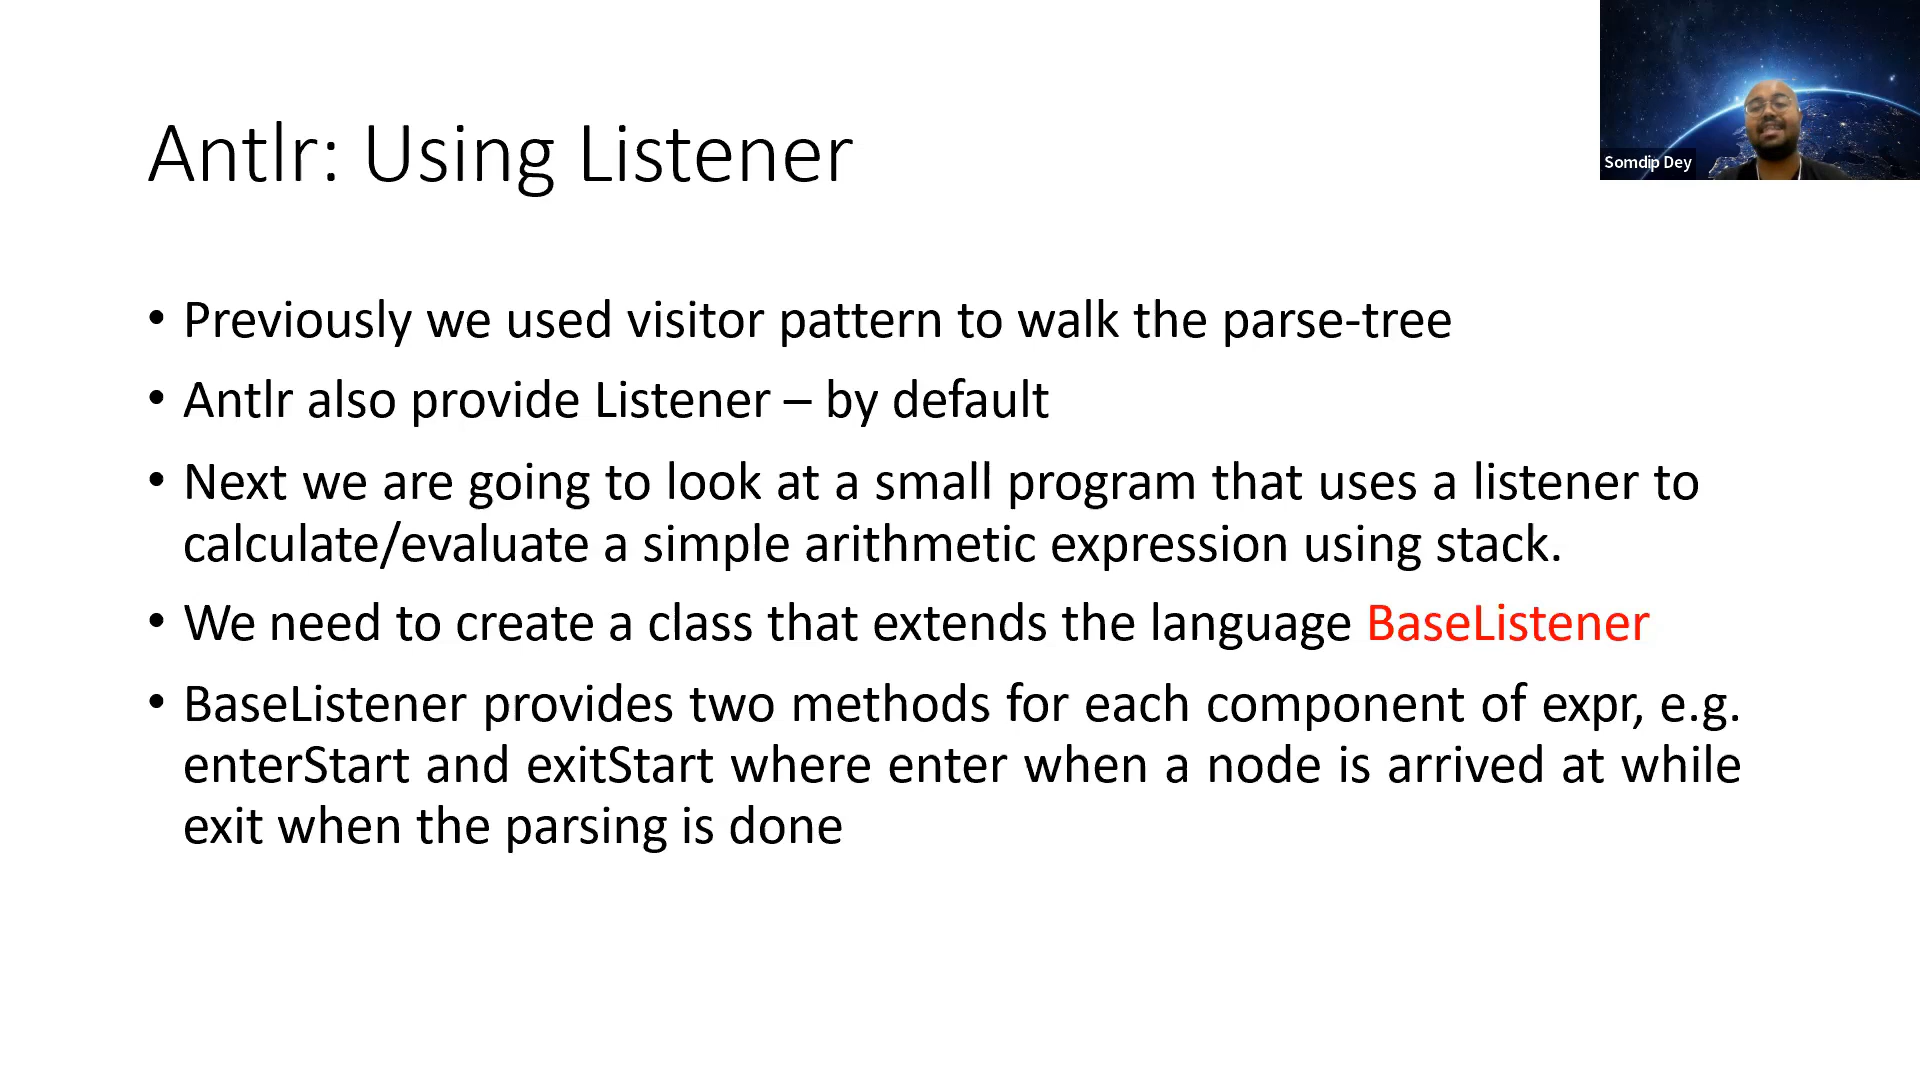 Antlr: Using Listener
Somdip Dey
• Previously we used visitor pattern to walk the parse-tree
• Antlr also provide Listener – by default
• Next we are going to look at a small program that uses a listener to
calculate/evaluate a simple arithmetic expression using stack.
• We need to create a class that extends the language BaseListener
• BaseListener provides two methods for each component of expr, e.g.
enterStart and exitStart where enter when a node is arrived at while
exit when the parsing is done